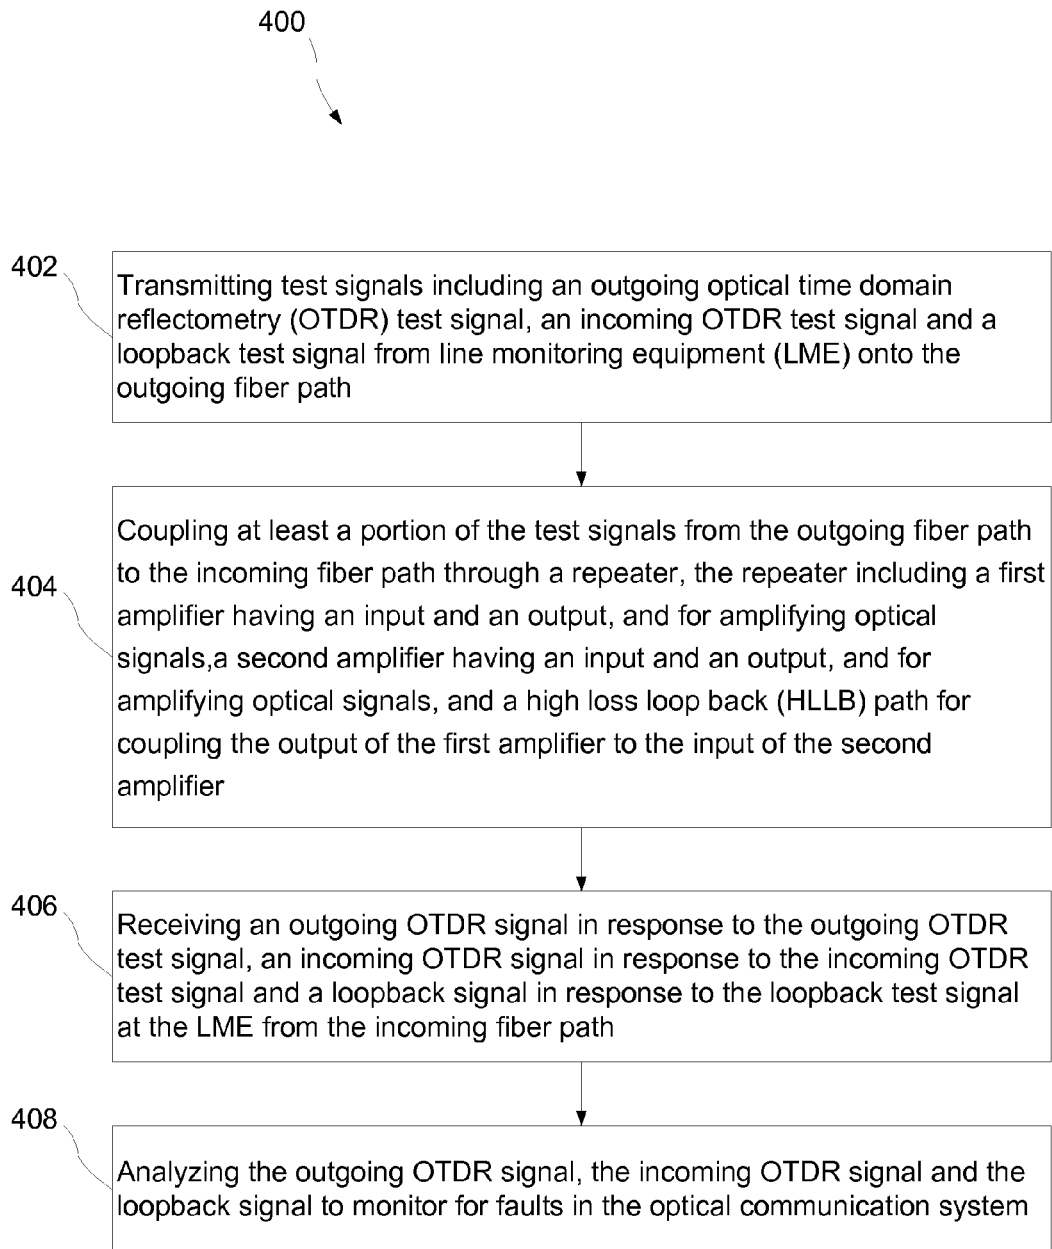 400
402
Transmitting test signals including an outgoing optical time domain
reflectometry (OTDR) test signal, an incoming OTDR test signal and a
loopback test signal from line monitoring equipment (LME) onto the
outgoing fiber path
404
Coupling at least a portion of the test signals from the outgoing fiber path
to the incoming fiber path through a repeater, the repeater including a first
amplifier having an input and an output, and for amplifying optical
signals,a second amplifier having an input and an output, and for
amplifying optical signals, and a high loss loop back (HLLB) path for
coupling the output of the first amplifier to the input of the second
amplifier
406
Receiving an outgoing OTDR signal in response to the outgoing OTDR
test signal, an incoming OTDR signal in response to the incoming OTDR
test signal and a loopback signal in response to the loopback test signal
at the LME from the incoming fiber path
408
Analyzing the outgoing OTDR signal, the incoming OTDR signal and the
loopback signal to monitor for faults in the optical communication system